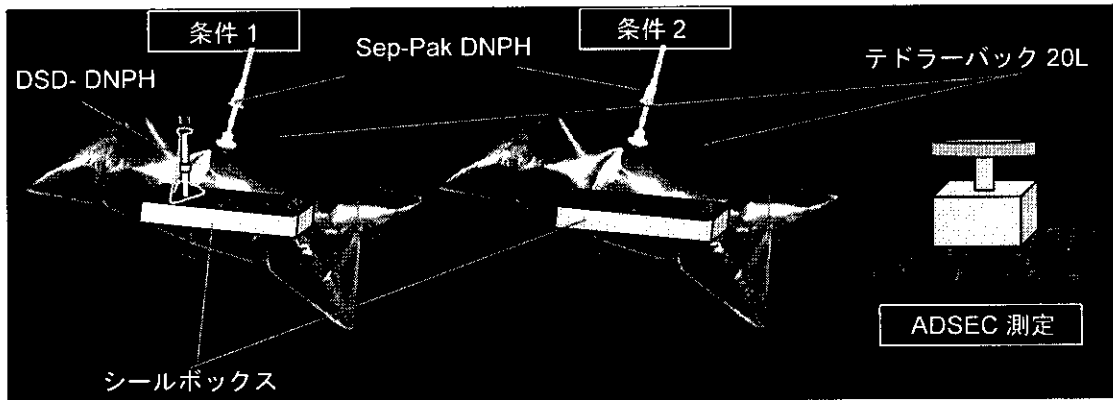 条件 1
Sep-Pak DNPH
条件 2
DSD- DNPH
テドラーバック 20L
ADSEC 測定
シールボックス